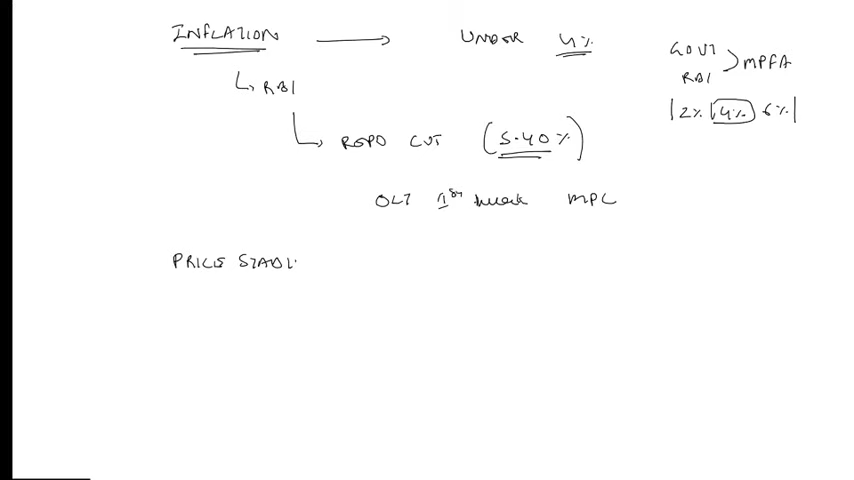 INFLATION → UNDER 4%
GOVT
RBI
MPFA
↳ RBI
|2% |4%| 6%|
↳ REPO CUT (5.40%)
OCT 1st week MPC
PRICE STABI